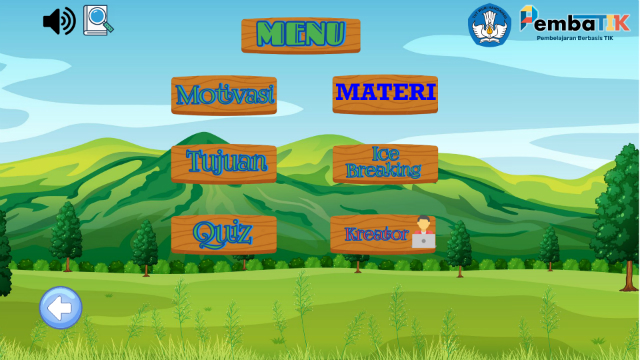 PembaTIK
Pembelajaran Berbasis TIK
MENU
Motivasi
MATERI
Tujuan
Ice
Breaking
Quiz
Kreator